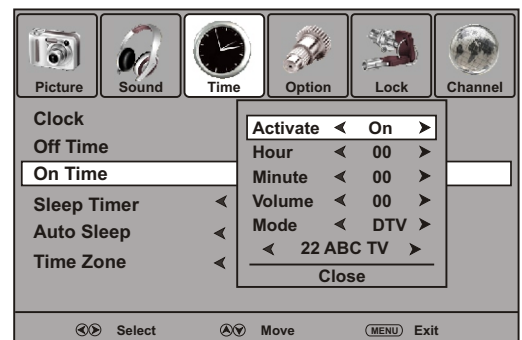 Picture Sound Time Option Lock Channel
Clock
Off Time
On Time
Sleep Timer
Auto Sleep
Time Zone
Activate On
Hour 00
Minute 00
Volume 00
Mode DTV
22 ABC TV
Close
Select Move MENU Exit